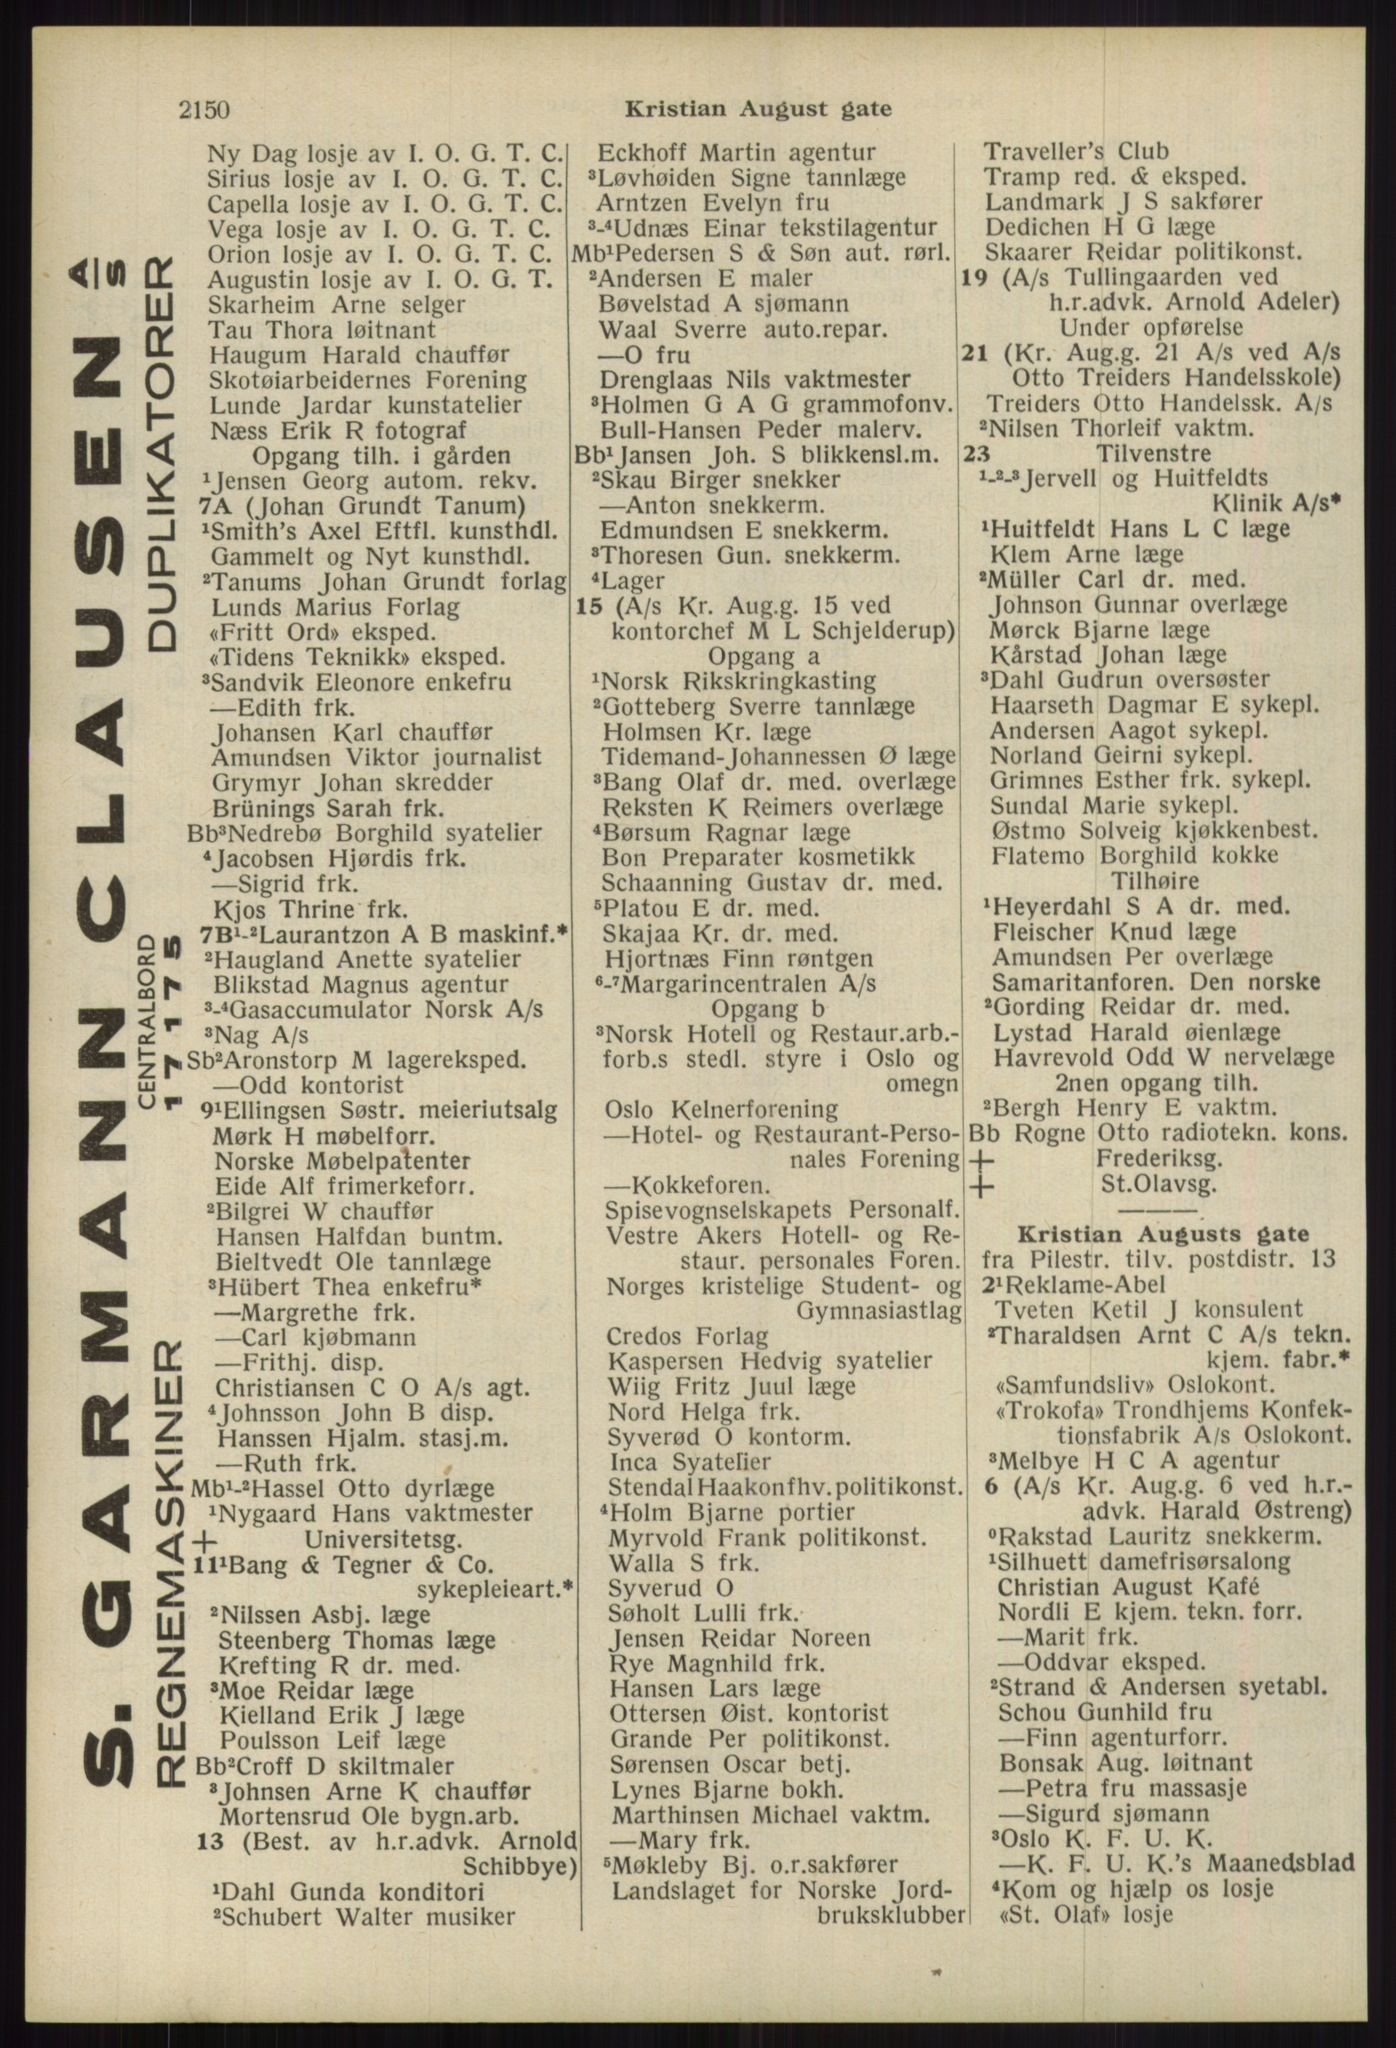 2150
Kristian August gate
S. GARMANN CLAUSEN A/S
REGNEMASKINER
CENTRALBORD
17175
DUPLIKATORER
Ny Dag losje av I. O. G. T. C.
Sirius losje av I. O. G. T. C.
Capella losje av I. O. G. T. C.
Vega losje av I. O. G. T. C.
Orion losje av I. O. G. T. C.
Augustin losje av I. O. G. T.
Skarheim Arne selger
Tau Thora løitnant
Haugum Harald chauffør
Skotøiarbeidernes Forening
Lunde Jardar kunstatelier
Næss Erik R fotograf
Opgang tilh. i gården
¹Jensen Georg autom. rekv.
7A (Johan Grundt Tanum)
¹Smith's Axel Eftfl. kunsthdl.
Gammelt og Nyt kunsthdl.
²Tanums Johan Grundt forlag
Lunds Marius Forlag
«Fritt Ord» eksped.
«Tidens Teknikk» eksped.
³Sandvik Eleonore enkefru
—Edith frk.
Johansen Karl chauffør
Amundsen Viktor journalist
Grymyr Johan skredder
Brünings Sarah frk.
Bb³Nedrebø Borghild syatelier
⁴Jacobsen Hjørdis frk.
—Sigrid frk.
Kjos Thrine frk.
7B¹-²Laurantzon A B maskinf.*
²Haugland Anette syatelier
Blikstad Magnus agentur
³-⁴Gasaccumulator Norsk A/s
³Nag A/s
Sb²Aronstorp M lagereksped.
—Odd kontorist
9¹Ellingsen Søstr. meieriutsalg
Mørk H møbelforr.
Norske Møbelpatenter
Eide Alf frimerkeforr.
²Bilgrei W chauffør
Hansen Halfdan buntm.
Bieltvedt Ole tannlæge
³Hübert Thea enkefru*
—Margrethe frk.
—Carl kjøbmann
—Frithj. disp.
Christiansen C O A/s agt.
⁴Johnsson John B disp.
Hanssen Hjalm. stasj.m.
—Ruth frk.
Mb¹-²Hassel Otto dyrlæge
¹Nygaard Hans vaktmester
+ Universitetsg.
11¹Bang & Tegner & Co.
sykepleieart.*
²Nilssen Asbj. læge
Steenberg Thomas læge
Krefting R dr. med.
³Moe Reidar læge
Kielland Erik J læge
Poulsson Leif læge
Bb²Croff D skiltmaler
³Johnsen Arne K chauffør
Mortensrud Ole bygn.arb.
13 (Best. av h.r.advk. Arnold
Schibbye)
¹Dahl Gunda konditori
²Schubert Walter musiker
Eckhoff Martin agentur
³Løvhøiden Signe tannlæge
Arntzen Evelyn fru
³-⁴Udnæs Einar tekstilagentur
Mb¹Pedersen S & Søn aut. rørl.
²Andersen E maler
Bøvelstad A sjømann
Waal Sverre auto.repar.
—O fru
Drenglaas Nils vaktmester
³Holmen G A G grammofonv.
Bull-Hansen Peder malerv.
Bb¹Jansen Joh. S blikkensl.m.
²Skau Birger snekker
—Anton snekkerm.
Edmundsen E snekkerm.
³Thoresen Gun. snekkerm.
⁴Lager
15 (A/s Kr. Aug.g. 15 ved
kontorchef M L Schjelderup)
Opgang a
¹Norsk Rikskringkasting
²Gotteberg Sverre tannlæge
Holmsen Kr. læge
Tidemand-Johannessen Ø læge
³Bang Olaf dr. med. overlæge
Reksten K Reimers overlæge
⁴Børsum Ragnar læge
Bon Preparater kosmetikk
Schaanning Gustav dr. med.
⁵Platou E dr. med.
Skajaa Kr. dr. med.
Hjortnæs Finn røntgen
⁶-⁷Margarincentralen A/s
Opgang b
³Norsk Hotell og Restaur.arb.-
forb.s stedl. styre i Oslo og
omegn
Oslo Kelnerforening
—Hotel- og Restaurant-Perso-
nales Forening
—Kokkeforen.
Spisevognselskapets Personalf.
Vestre Akers Hotell- og Re-
staur. personales Foren.
Norges kristelige Student- og
Gymnasiastlag
Credos Forlag
Kaspersen Hedvig syatelier
Wiig Fritz Juul læge
Nord Helga frk.
Syverød O kontorm.
Inca Syatelier
Stendal Haakon fhv. politikonst.
⁴Holm Bjarne portier
Myrvold Frank politikonst.
Walla S frk.
Syverud O
Søholt Lulli frk.
Jensen Reidar Noreen
Rye Magnhild frk.
Hansen Lars læge
Ottersen Øist. kontorist
Grande Per politikonst.
Sørensen Oscar betj.
Lynes Bjarne bokh.
Marthinsen Michael vaktm.
—Mary frk.
⁵Møkleby Bj. o.r.sakfører
Landslaget for Norske Jord-
bruksklubber
Traveller's Club
Tramp red. & eksped.
Landmark J S sakfører
Dedichen H G læge
Skaarer Reidar politikonst.
19 (A/s Tullingaarden ved
h.r.advk. Arnold Adeler)
Under opførelse
21 (Kr. Aug.g. 21 A/s ved A/s
Otto Treiders Handelsskole)
Treiders Otto Handelssk. A/s
²Nilsen Thorleif vaktm.
23 Tilvenstre
¹-²-³Jervell og Huitfeldts
Klinik A/s*
¹Huitfeldt Hans L C læge
Klem Arne læge
²Müller Carl dr. med.
Johnson Gunnar overlæge
Mørck Bjarne læge
Kårstad Johan læge
³Dahl Gudrun oversøster
Haarseth Dagmar E sykepl.
Andersen Aagot sykepl.
Norland Geirni sykepl.
Grimnes Esther frk. sykepl.
Sundal Marie sykepl.
Østmo Solveig kjøkkenbest.
Flatemo Borghild kokke
Tilhøire
¹Heyerdahl S A dr. med.
Fleischer Knud læge
Amundsen Per overlæge
Samaritanforen. Den norske
²Gording Reidar dr. med.
Lystad Harald øienlæge
Havrevold Odd W nervelæge
2nen opgang tilh.
²Bergh Henry E vaktm.
Bb Rogne Otto radiotekn. kons.
+ Frederiksg.
+ St.Olavsg.
Kristian Augusts gate
fra Pilestr. tilv. postdistr. 13
2¹Reklame-Abel
Tveten Ketil J konsulent
²Tharaldsen Arnt C A/s tekn.
kjem. fabr.*
«Samfundsliv» Oslokont.
«Trokofa» Trondhjems Konfek-
tionsfabrik A/s Oslokont.
³Melbye H C A agentur
6 (A/s Kr. Aug.g. 6 ved h.r.-
advk. Harald Østreng)
⁰Rakstad Lauritz snekkerm.
¹Silhuett damefrisørsalong
Christian August Kafé
Nordli E kjem. tekn. forr.
—Marit frk.
—Oddvar eksped.
²Strand & Andersen syetabl.
Schou Gunhild fru
—Finn agenturforr.
Bonsak Aug. løitnant
—Petra fru massasje
—Sigurd sjømann
³Oslo K. F. U. K.
—K. F. U. K.'s Maanedsblad
⁴Kom og hjælp os losje
«St. Olaf» losje